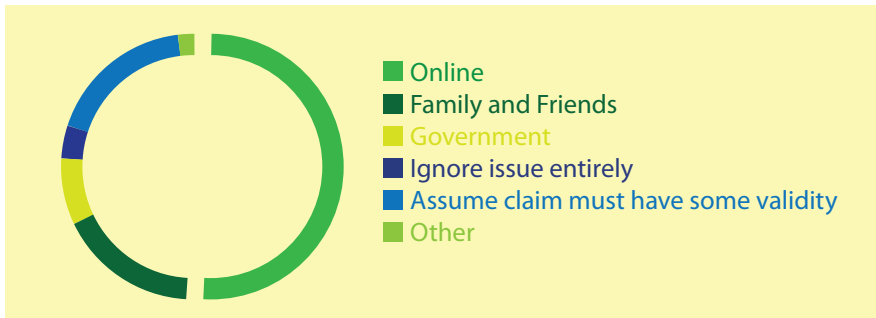 Online
Family and Friends
Government
Ignore issue entirely
Assume claim must have some validity
Other